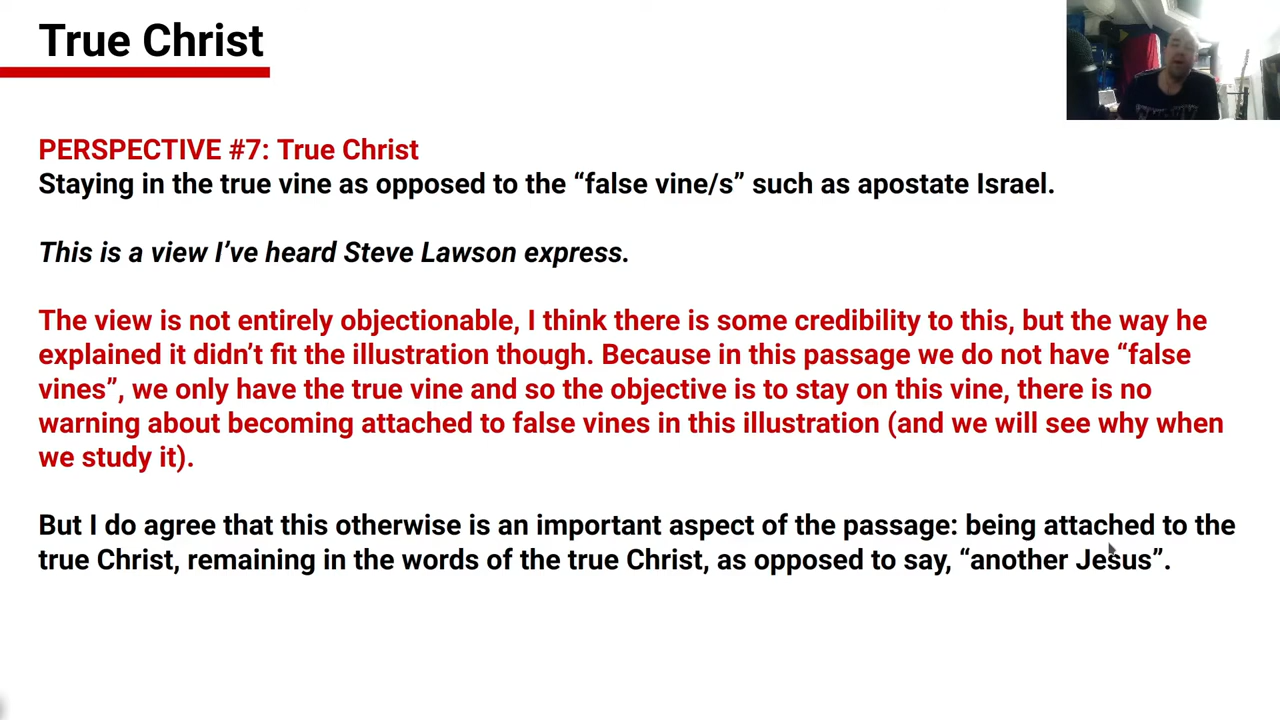 True Christ
PERSPECTIVE #7: True Christ
Staying in the true vine as opposed to the “false vine/s” such as apostate Israel.
This is a view I’ve heard Steve Lawson express.
The view is not entirely objectionable, I think there is some credibility to this, but the way he
explained it didn’t fit the illustration though. Because in this passage we do not have “false
vines”, we only have the true vine and so the objective is to stay on this vine, there is no
warning about becoming attached to false vines in this illustration (and we will see why when
we study it).
But I do agree that this otherwise is an important aspect of the passage: being attached to the
true Christ, remaining in the words of the true Christ, as opposed to say, “another Jesus”.